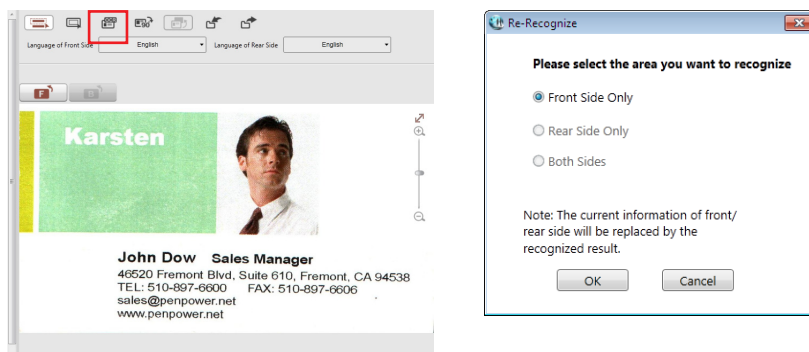 Language of Front Side English Language of Rear Side English
F
Karsten
John Dow Sales Manager
46520 Fremont Blvd, Suite 610, Fremont, CA 94538
TEL: 510-897-6600 FAX: 510-897-6606
sales@penpower.net
www.penpower.net
Re-Recognize
Please select the area you want to recognize
Front Side Only
Rear Side Only
Both Sides
Note: The current information of front/
rear side will be replaced by the
recognized result.
OK Cancel